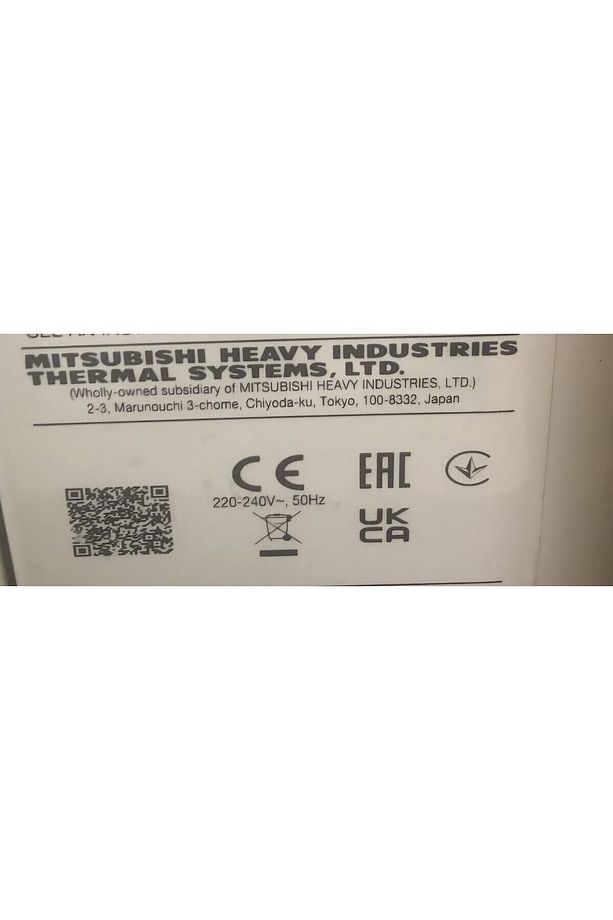 MITSUBISHI HEAVY INDUSTRIES
THERMAL SYSTEMS, LTD.
(Wholly-owned subsidiary of MITSUBISHI HEAVY INDUSTRIES, LTD.)
2-3, Marunouchi 3-chome, Chiyoda-ku, Tokyo, 100-8332, Japan
CE
EAC
220-240V~, 50Hz
UK
CA